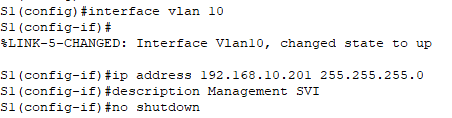 S1(config)#interface vlan 10
S1(config-if)#
%LINK-5-CHANGED: Interface Vlan10, changed state to up
S1(config-if)#ip address 192.168.10.201 255.255.255.0
S1(config-if)#description Management SVI
S1(config-if)#no shutdown